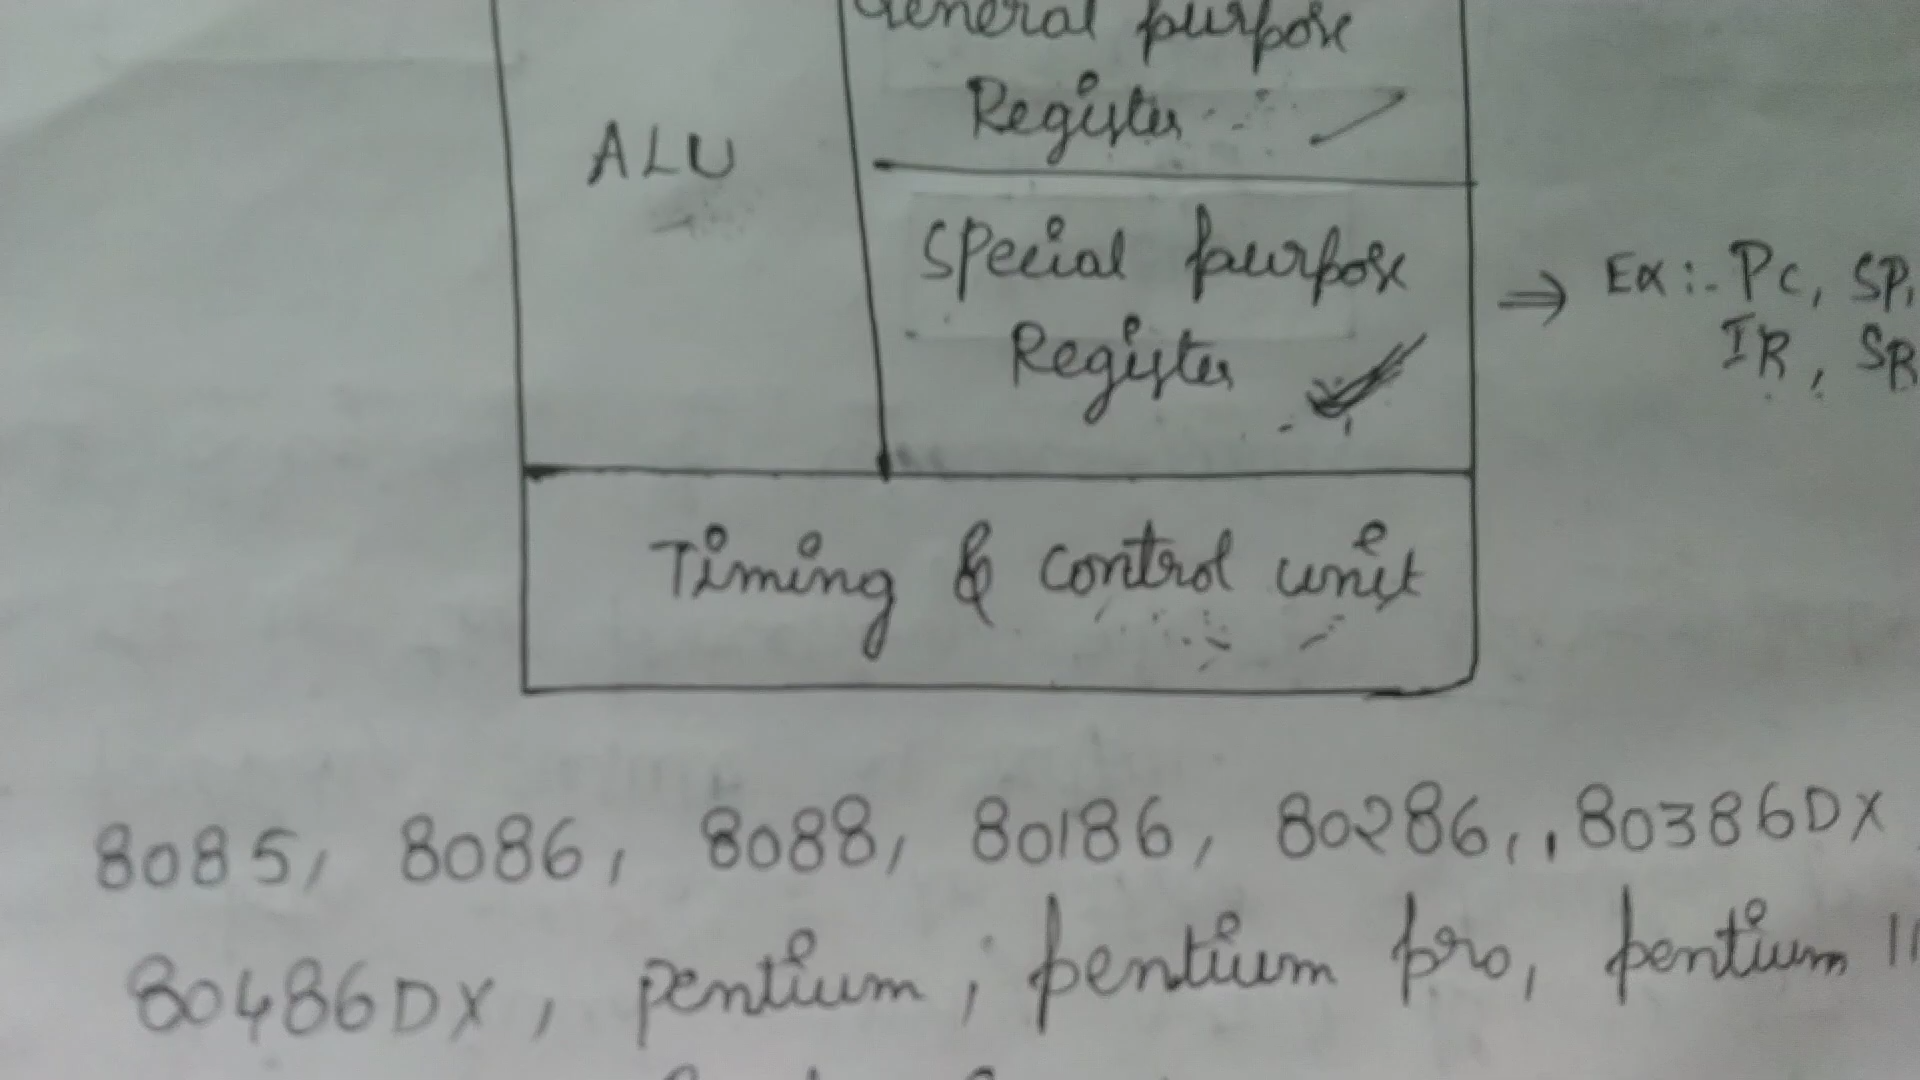 General purpose
Register
ALU
Special purpose
Register
⇒ Ex:- PC, SP,
IR, SR
Timing & control unit
8085, 8086, 8088, 80186, 80286,, 80386DX
80486DX, pentium, pentium pro, pentium II